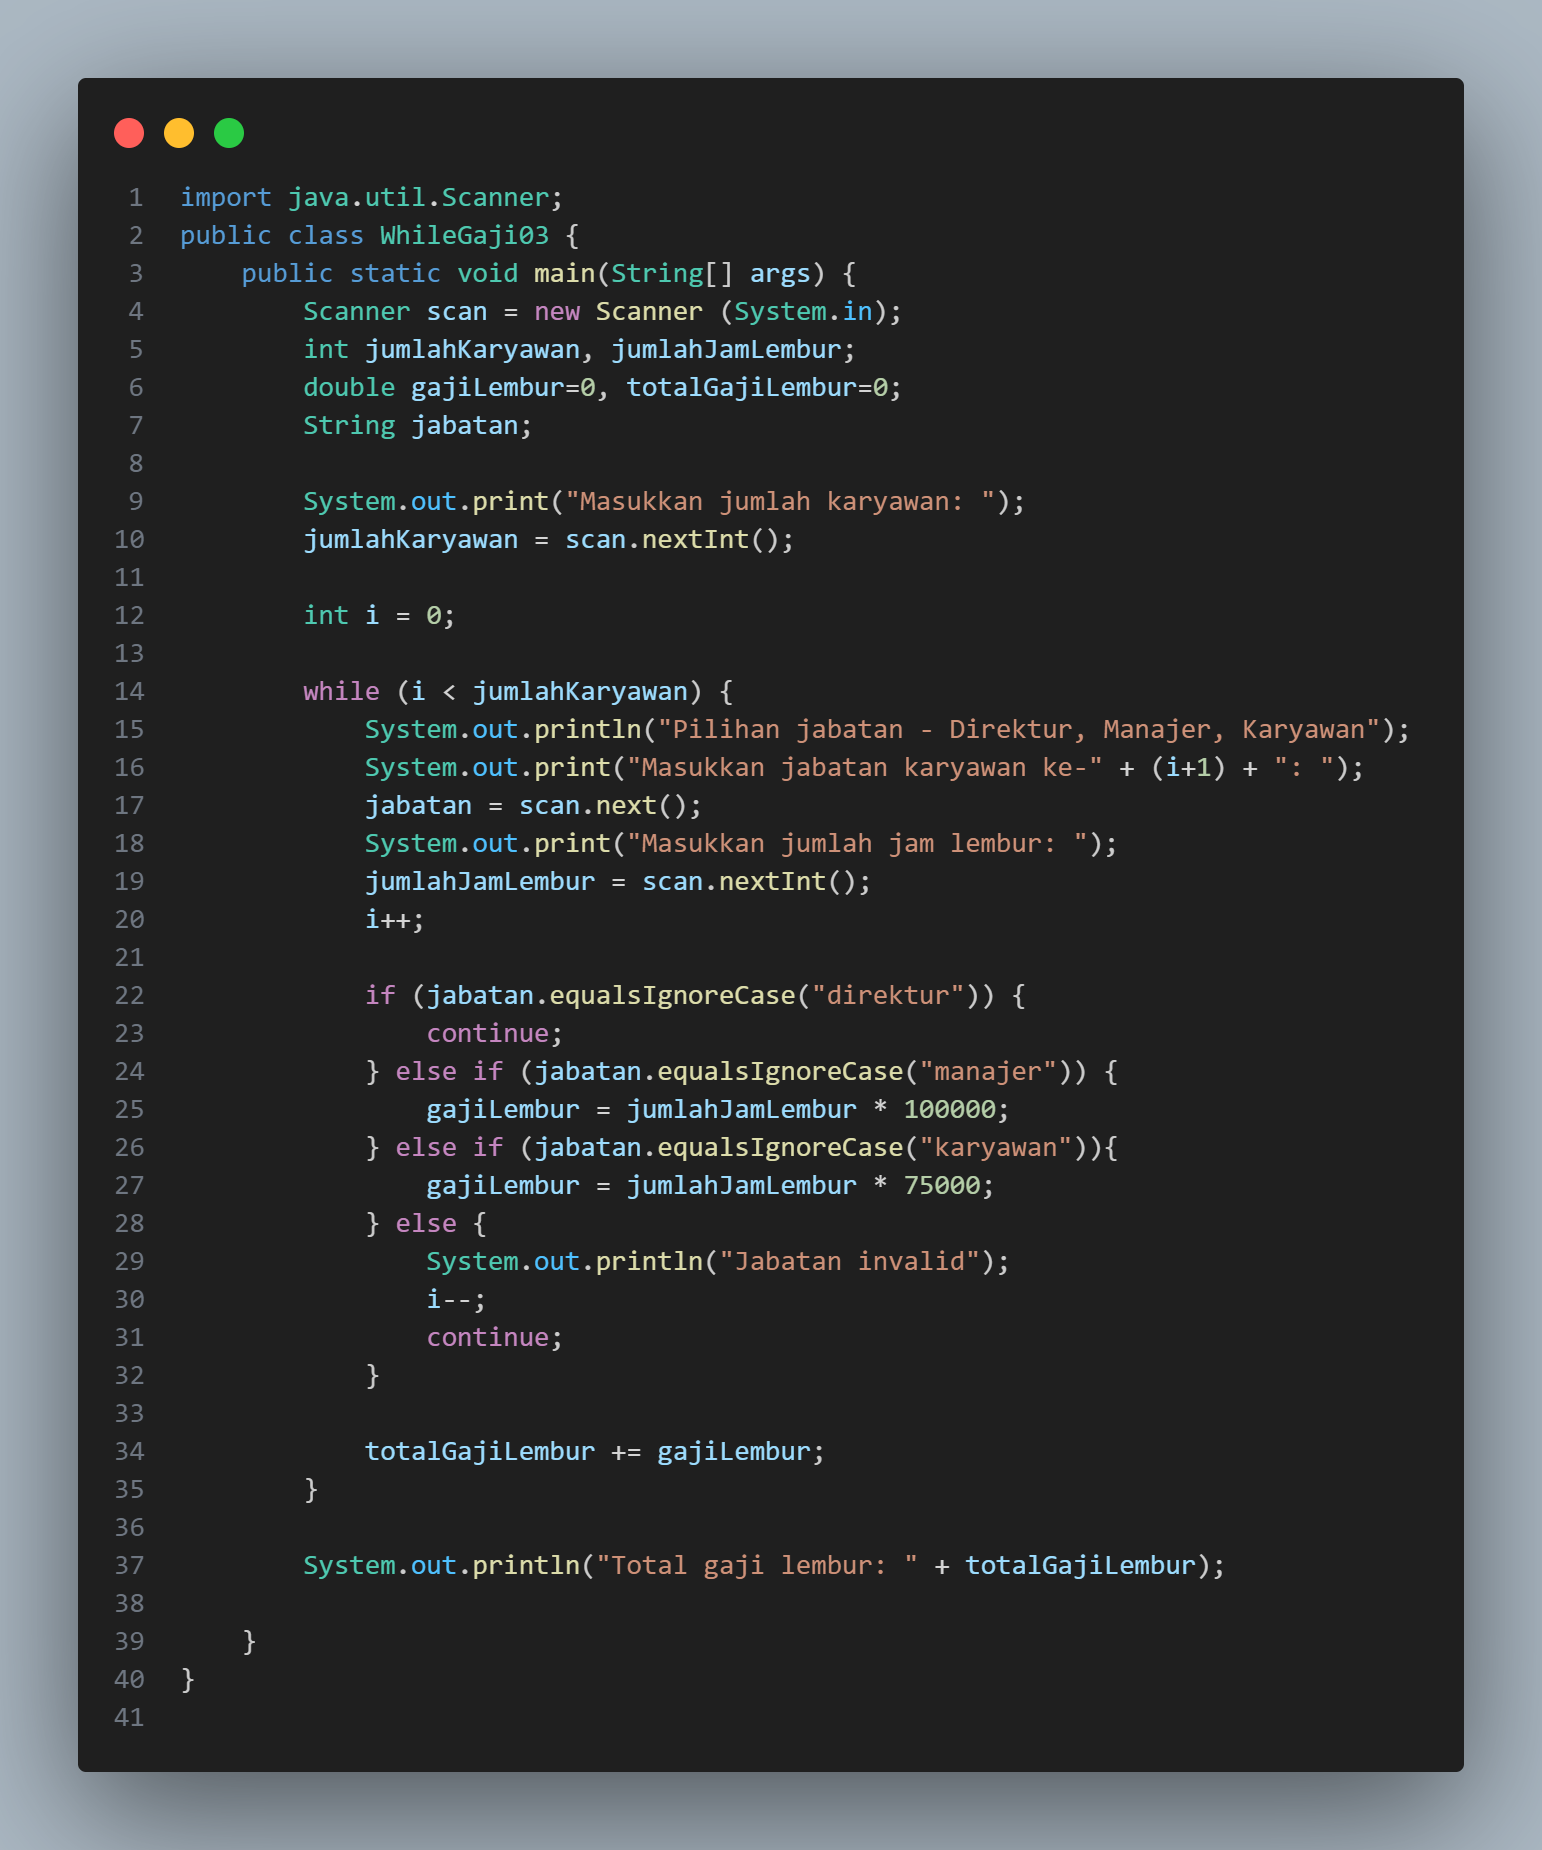 1 import java.util.Scanner;
2 public class WhileGaji03 {
3     public static void main(String[] args) {
4         Scanner scan = new Scanner (System.in);
5         int jumlahKaryawan, jumlahJamLembur;
6         double gajiLembur=0, totalGajiLembur=0;
7         String jabatan;
8
9         System.out.print("Masukkan jumlah karyawan: ");
10         jumlahKaryawan = scan.nextInt();
11
12         int i = 0;
13
14         while (i < jumlahKaryawan) {
15             System.out.println("Pilihan jabatan - Direktur, Manajer, Karyawan");
16             System.out.print("Masukkan jabatan karyawan ke-" + (i+1) + ": ");
17             jabatan = scan.next();
18             System.out.print("Masukkan jumlah jam lembur: ");
19             jumlahJamLembur = scan.nextInt();
20             i++;
21
22             if (jabatan.equalsIgnoreCase("direktur")) {
23                 continue;
24             } else if (jabatan.equalsIgnoreCase("manajer")) {
25                 gajiLembur = jumlahJamLembur * 100000;
26             } else if (jabatan.equalsIgnoreCase("karyawan")){
27                 gajiLembur = jumlahJamLembur * 75000;
28             } else {
29                 System.out.println("Jabatan invalid");
30                 i--;
31                 continue;
32             }
33
34             totalGajiLembur += gajiLembur;
35         }
36
37         System.out.println("Total gaji lembur: " + totalGajiLembur);
38
39     }
40 }
41